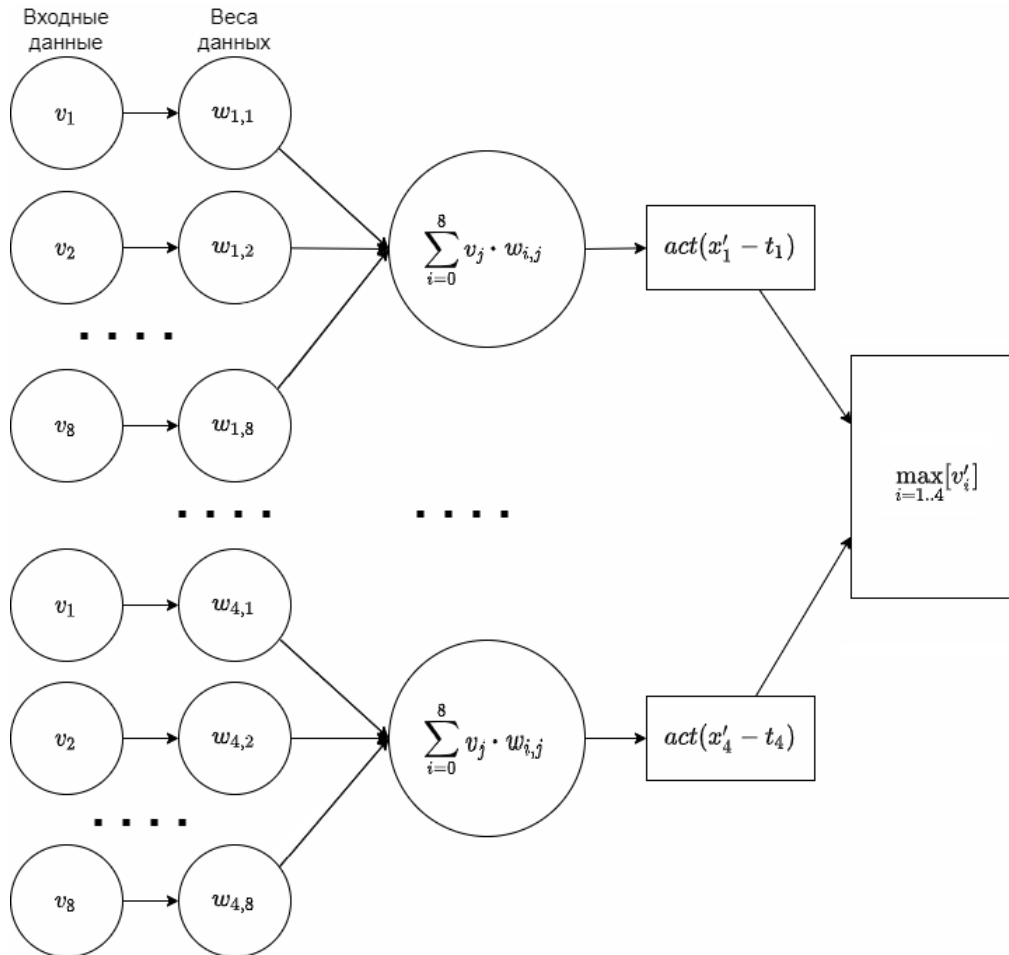 Входные
данные
Веса
данных
v₁
w₁,₁
v₂
w₁,₂
. . . .
v₈
w₁,₈
8
∑ vⱼ · wᵢ,ⱼ
i=0
act(x′₁ − t₁)
. . . .
. . . .
max[v′ᵢ]
i=1..4
v₁
w₄,₁
v₂
w₄,₂
. . . .
v₈
w₄,₈
8
∑ vⱼ · wᵢ,ⱼ
i=0
act(x′₄ − t₄)